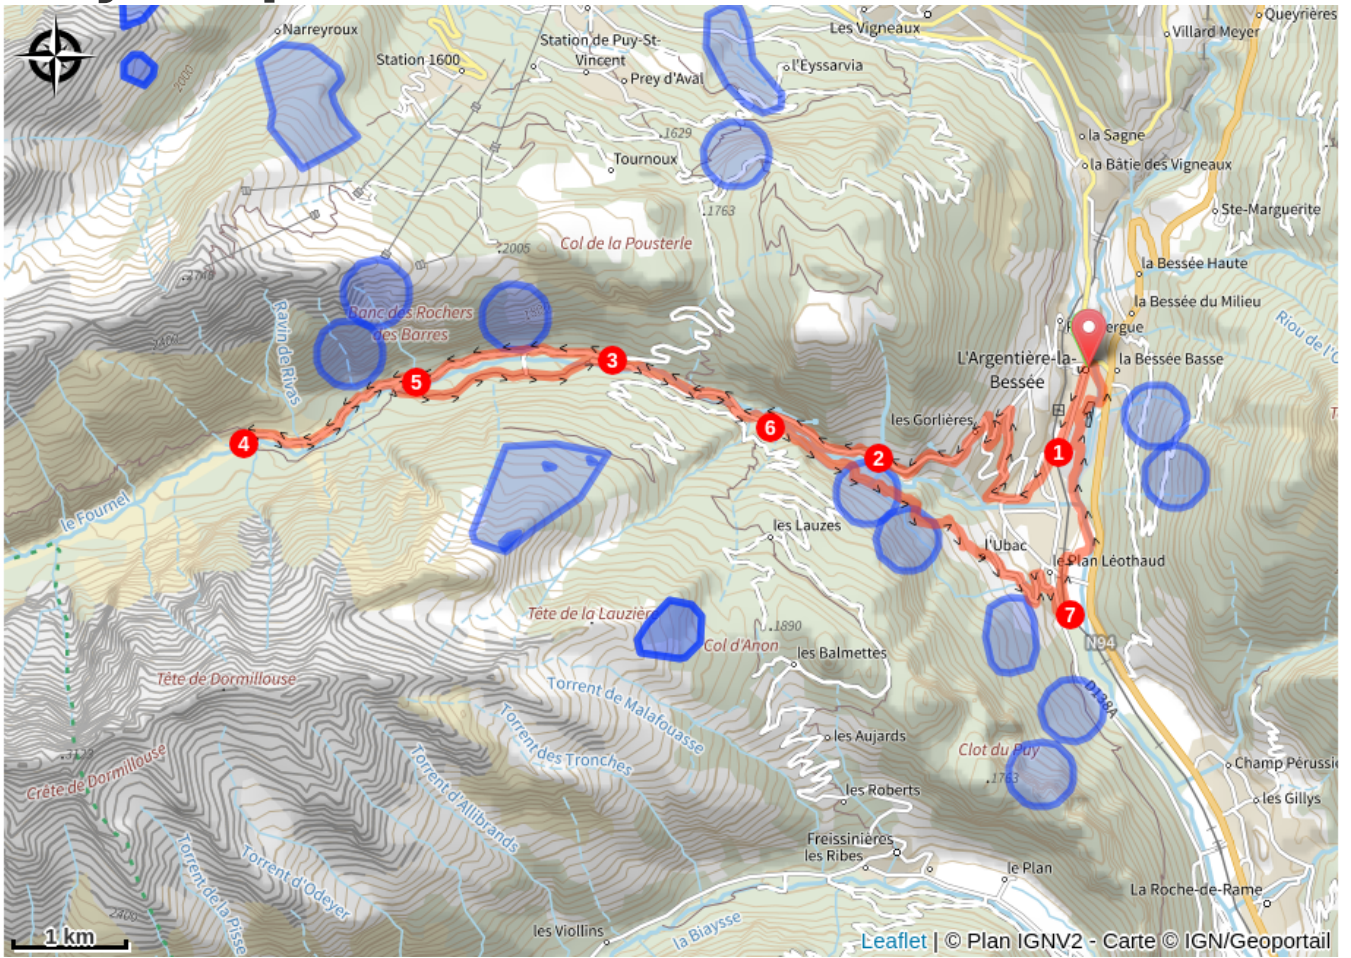 Narreyroux
Station 1600
Station de Puy-St-
Vincent
Prey d'Aval
Les Vigneaux
l'Eyssarvia
Queyrières
Villard Meyer
2000
1629
Tournoux
la Sagne
la Bâtie des Vigneaux
.1763
Ste-Marguerite
.2005
Col de la Pousterle
la Bessée Haute
.2748
la Bessée du Milieu
Ravin de Rivas
Banc des Rochers
des Barres
2400
L'Argentière-la-
Bessée
la Bessée Basse
3
5
les Gorlières
4
6
2
1
le Fournel
les Lauzes
l'Ubac
le Plan Léothaud
Tête de la Lauzière
7
.1890
Col d'Anon
N94
les Balmettes
Tête de Dormillouse
Torrent de Malafouasse
D138A
Torrent des Tronches
les Aujards
Clot du Puy
.3123
Crête de Dormillouse
.1763
Torrent d'Allibrands
les Roberts
les Gillys
Freissinières
les Ribes
le Plan
Torrent d'Odeyer
Torrent de la Pisse
La Roche-de-Rame
2400
les Viollins
la Biaysse
1 km
Leaflet | © Plan IGNV2 - Carte © IGN/Geoportail